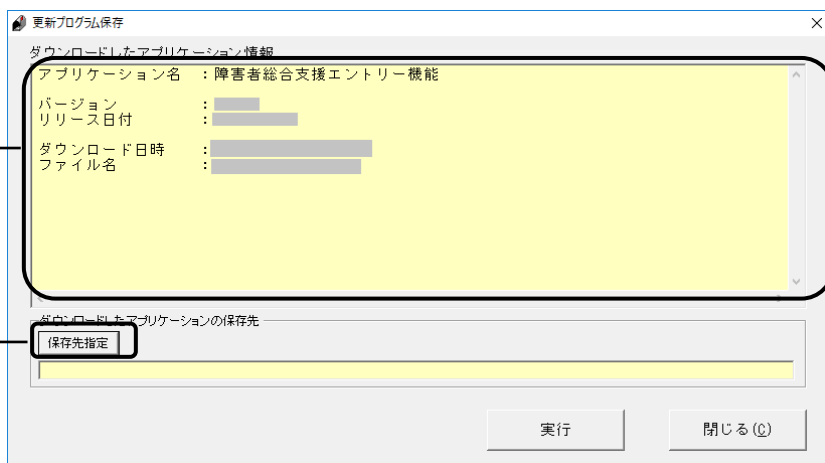 更新プログラム保存
ダウンロードしたアプリケーション情報
アプリケーション名 :障害者総合支援エントリー機能
バージョン :
リリース日付 :
ダウンロード日時 :
ファイル名 :
ダウンロードしたアプリケーションの保存先
保存先指定
実行
閉じる(C)